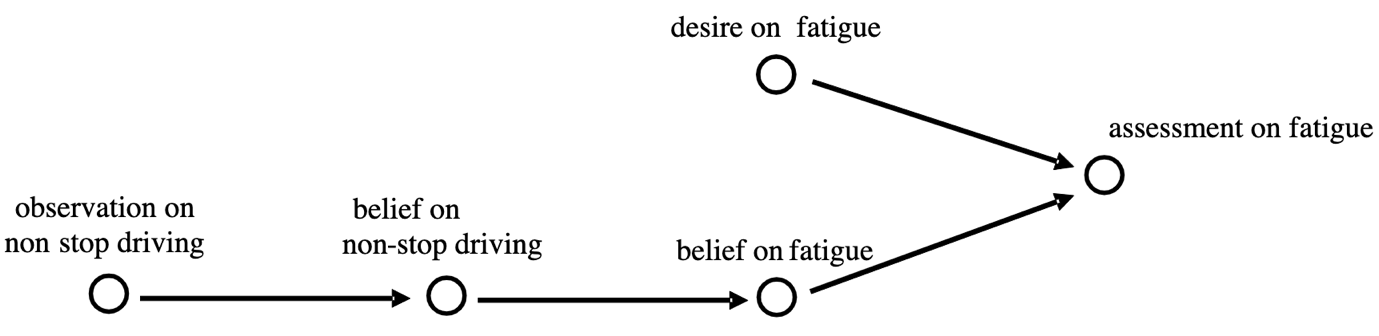 desire on fatigue
assessment on fatigue
observation on
non stop driving
belief on
non-stop driving
belief on fatigue